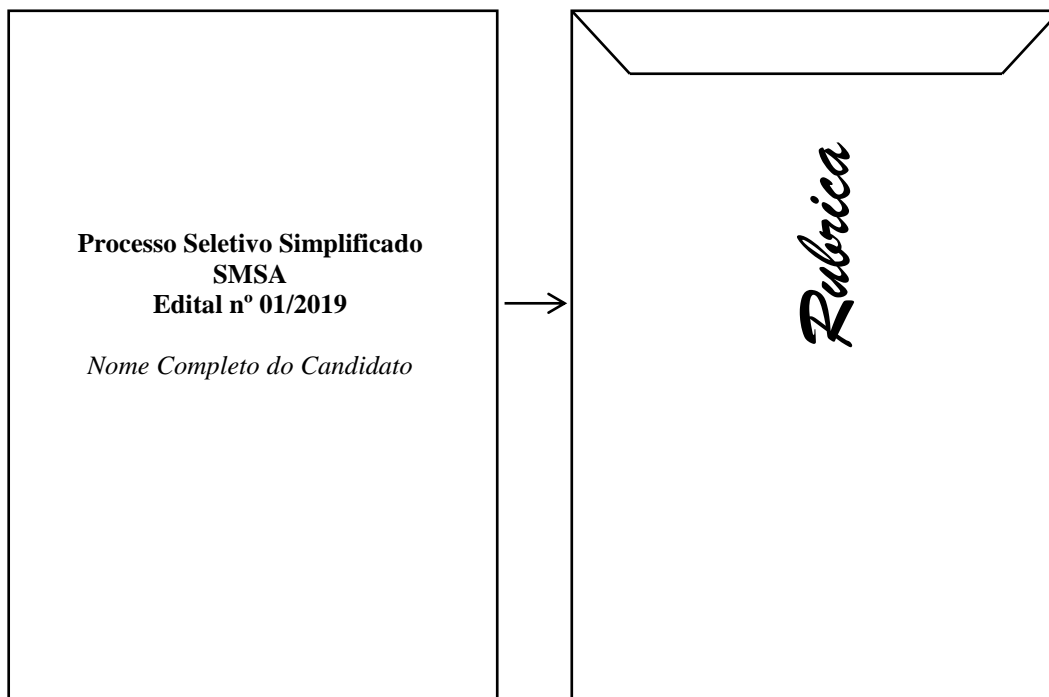 Processo Seletivo Simplificado
SMSA
Edital nº 01/2019
Nome Completo do Candidato
Rubrica